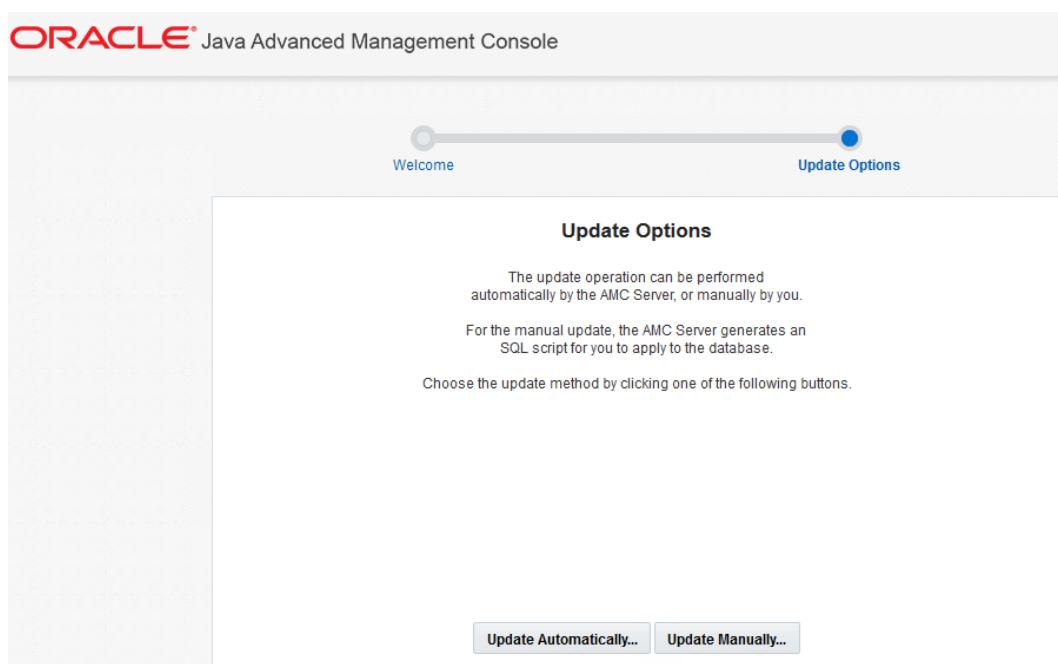 ORACLE® Java Advanced Management Console
Welcome
Update Options
Update Options
The update operation can be performed
automatically by the AMC Server, or manually by you.
For the manual update, the AMC Server generates an
SQL script for you to apply to the database.
Choose the update method by clicking one of the following buttons.
Update Automatically... Update Manually...